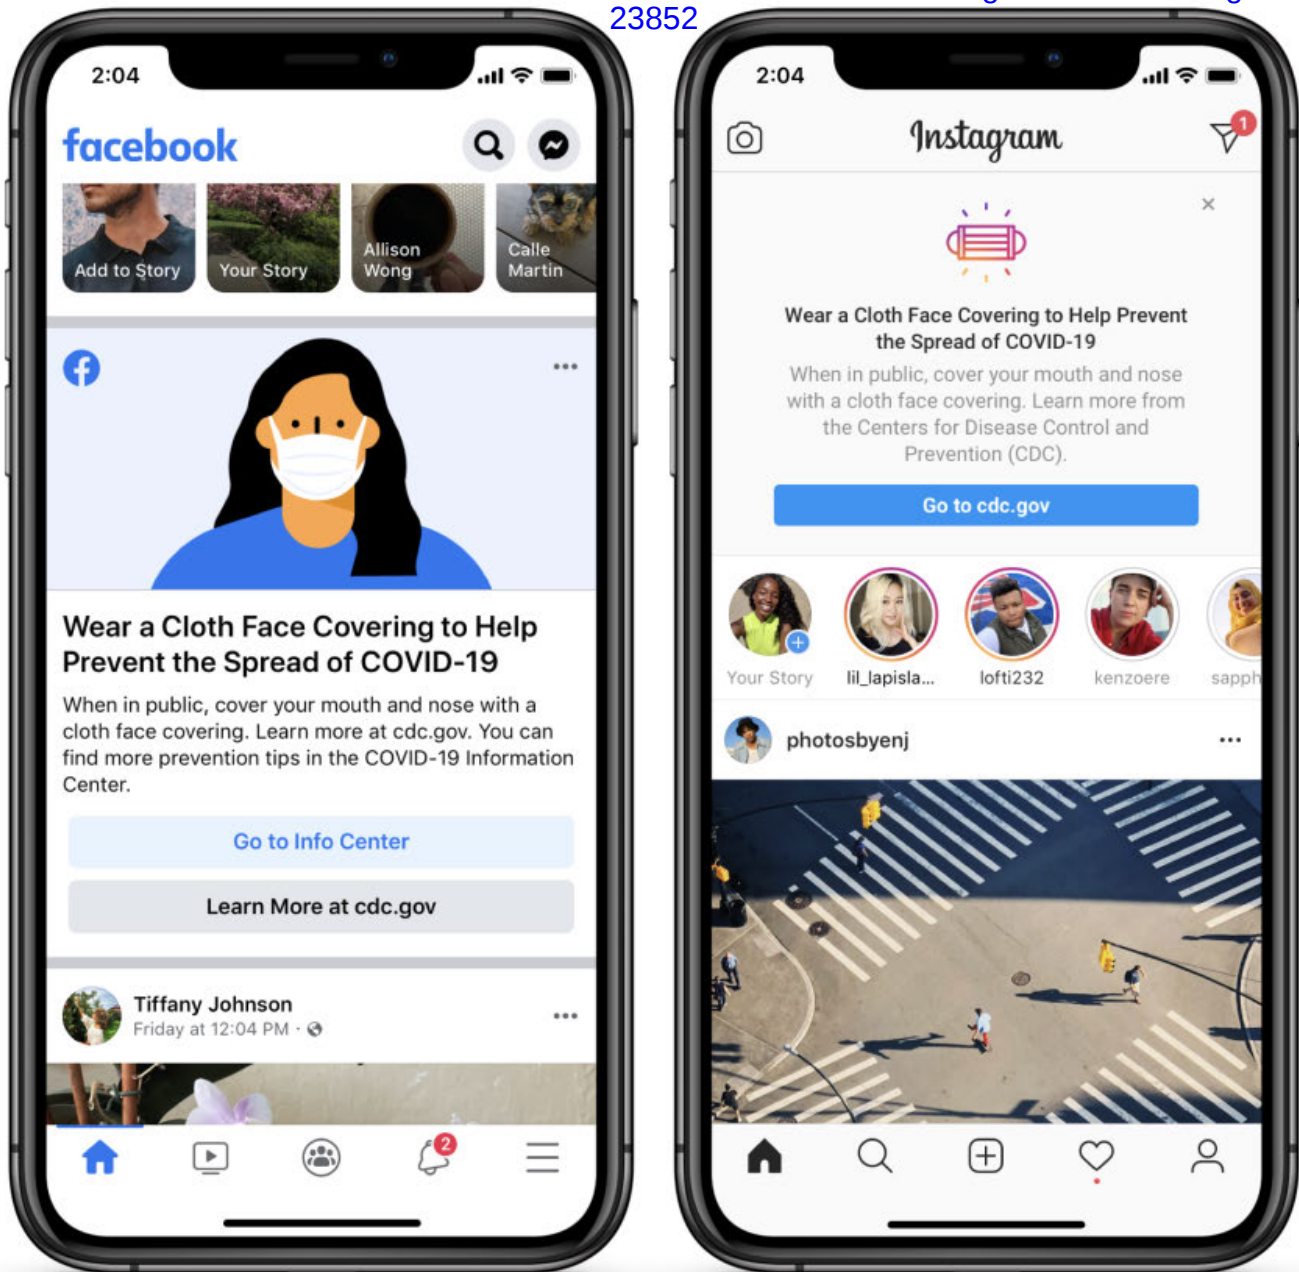 23852
2:04
facebook
Add to Story
Your Story
Allison
Wong
Calle
Martin
Wear a Cloth Face Covering to Help
Prevent the Spread of COVID-19
When in public, cover your mouth and nose with a
cloth face covering. Learn more at cdc.gov. You can
find more prevention tips in the COVID-19 Information
Center.
Go to Info Center
Learn More at cdc.gov
Tiffany Johnson
Friday at 12:04 PM ·
2
2:04
Instagram
1
Wear a Cloth Face Covering to Help Prevent
the Spread of COVID-19
When in public, cover your mouth and nose
with a cloth face covering. Learn more from
the Centers for Disease Control and
Prevention (CDC).
Go to cdc.gov
Your Story
lil_lapisla...
lofti232
kenzoere
sapph
photosbyenj